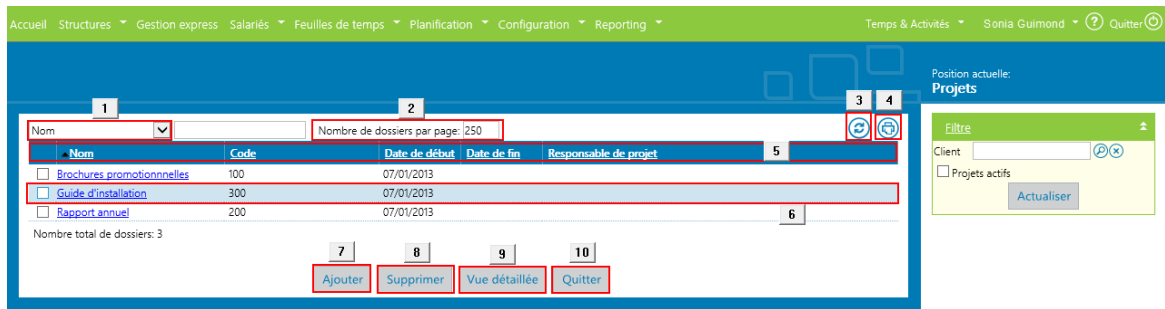 Accueil Structures Gestion express Salariés Feuilles de temps Planification Configuration Reporting Temps & Activités Sonia Guimond ? Quitter
Position actuelle:
Projets
1 2 3 4
Nom Nombre de dossiers par page: 250
Filtre
Nom Code Date de début Date de fin Responsable de projet 5
Client
Brochures promotionnnelles 100 07/01/2013
Projets actifs
Guide d'installation 300 07/01/2013
Actualiser
Rapport annuel 200 07/01/2013 6
Nombre total de dossiers: 3
7 8 9 10
Ajouter Supprimer Vue détaillée Quitter